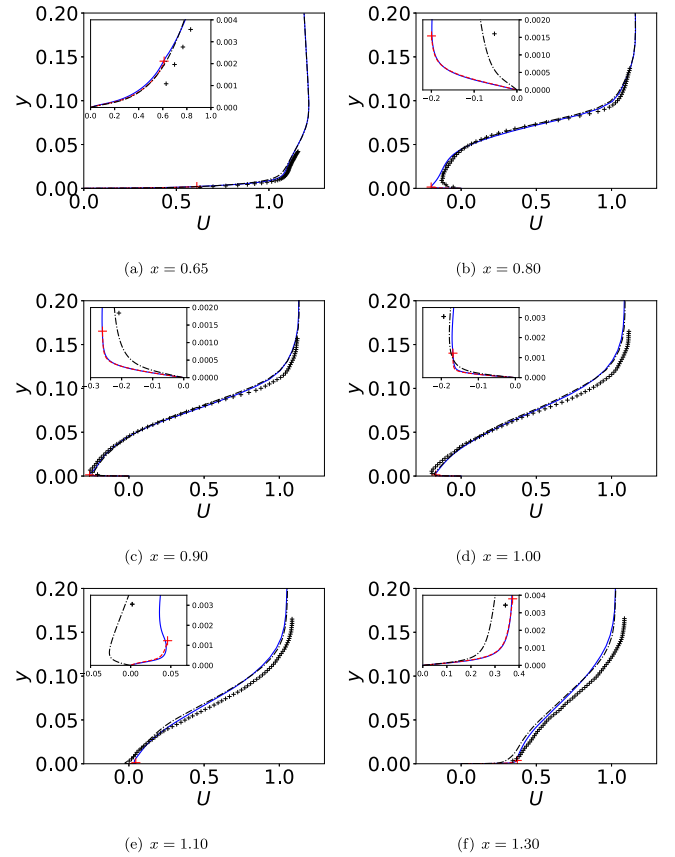 0.20
0.15
0.10
0.05
0.00
y
0.004
0.003
0.002
0.001
0.000
0.0 0.2 0.4 0.6 0.8 1.0
0.0 0.5 1.0
U
(a) x = 0.65
0.20
0.15
0.10
0.05
0.00
y
0.0020
0.0015
0.0010
0.0005
0.0000
−0.2 −0.1 0.0
0.0 0.5 1.0
U
(b) x = 0.80
0.20
0.15
0.10
0.05
0.00
y
0.0020
0.0015
0.0010
0.0005
0.0000
−0.3 −0.2 −0.1 0.0
0.0 0.5 1.0
U
(c) x = 0.90
0.20
0.15
0.10
0.05
0.00
y
0.003
0.002
0.001
0.000
−0.2 −0.1 0.0
0.0 0.5 1.0
U
(d) x = 1.00
0.20
0.15
0.10
0.05
0.00
y
0.003
0.002
0.001
0.000
0.05 0.00 0.05
0.0 0.5 1.0
U
(e) x = 1.10
0.20
0.15
0.10
0.05
0.00
y
0.004
0.003
0.002
0.001
0.000
0.0 0.1 0.2 0.3 0.4
0.0 0.5 1.0
U
(f) x = 1.30